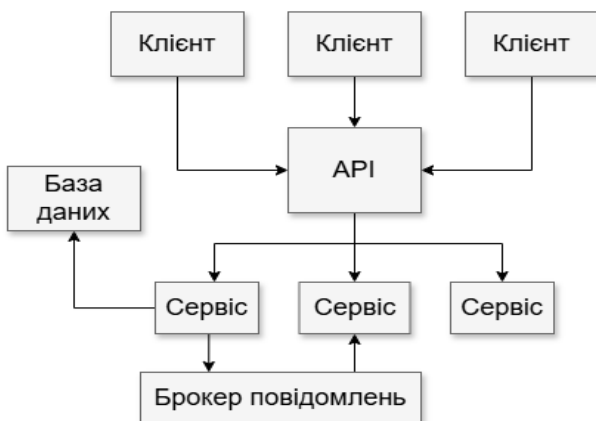 Клієнт
Клієнт
Клієнт
API
База
даних
Сервіс
Сервіс
Сервіс
Брокер повідомлень